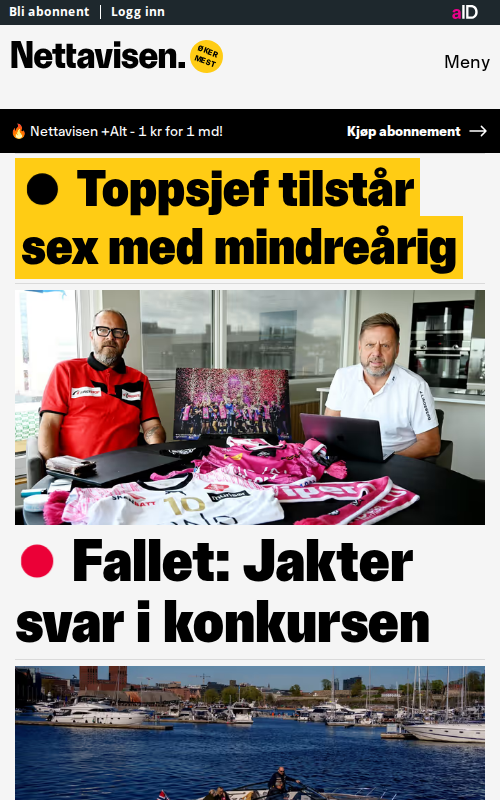 Bli abonnent
Logg inn
aID
Nettavisen.
ØKER
MEST
Meny
🔥 Nettavisen +Alt - 1 kr for 1 md!
Kjøp abonnement →
Toppsjef tilstår
sex med mindreårig
10
Fallet: Jakter
svar i konkursen